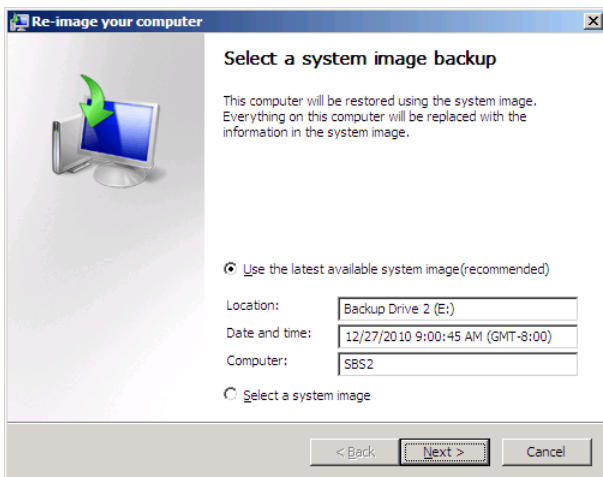 Re-image your computer
Select a system image backup
This computer will be restored using the system image.
Everything on this computer will be replaced with the
information in the system image.
Use the latest available system image(recommended)
Location: Backup Drive 2 (E:)
Date and time: 12/27/2010 9:00:45 AM (GMT-8:00)
Computer: SBS2
Select a system image
< Back Next > Cancel